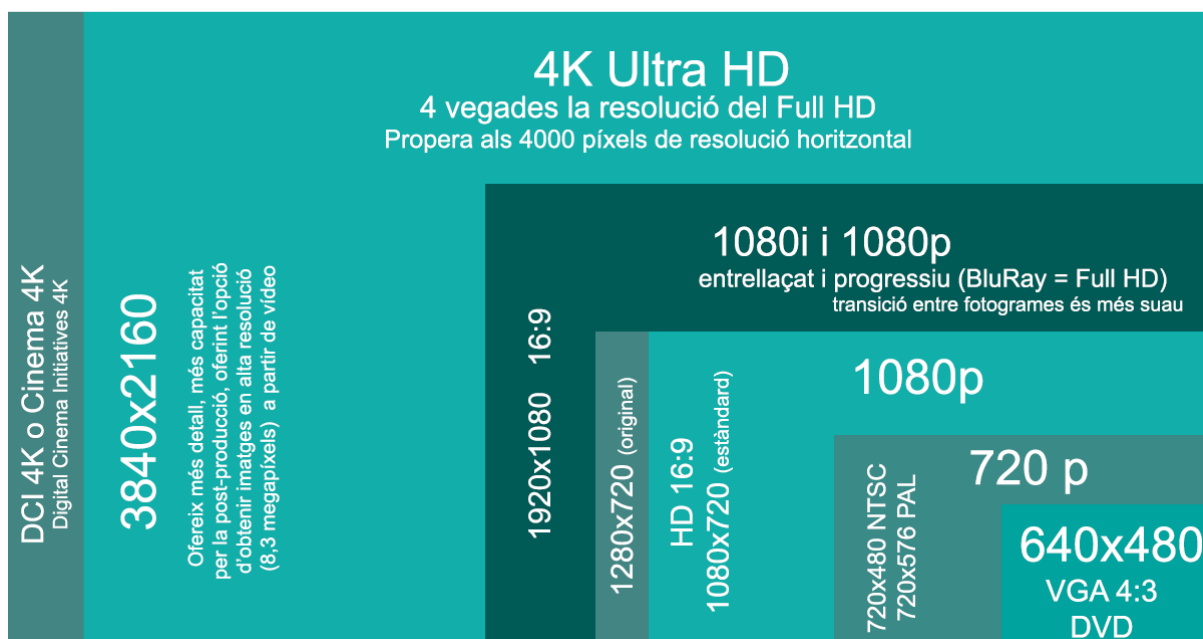 4K Ultra HD
4 vegades la resolució del Full HD
Propera als 4000 píxels de resolució horitzontal
DCI 4K o Cinema 4K
Digital Cinema Initiatives 4K
3840x2160
Ofereix més detall, més capacitat
per la post-producció, oferint l'opció
d'obtenir imatges en alta resolució
(8,3 megapíxels) a partir de vídeo
1080i i 1080p
entrellaçat i progressiu (BluRay = Full HD)
transició entre fotogrames és més suau
1920x1080 16:9
1280x720 (original)
HD 16:9
1080x720 (estàndard)
1080p
720 p
720x480 NTSC
720x576 PAL
640x480
VGA 4:3
DVD